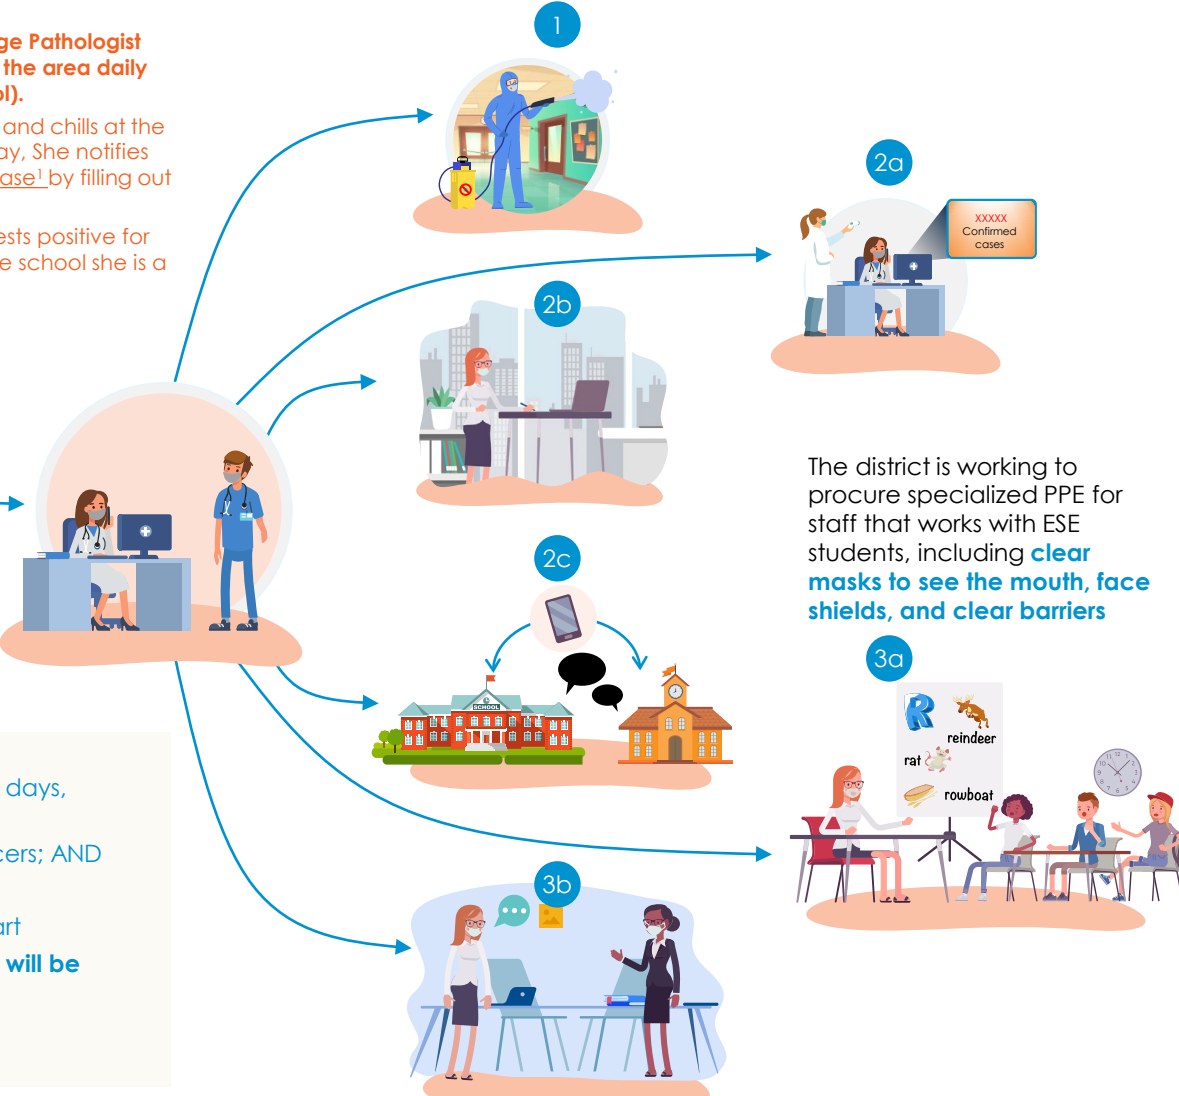 ge Pathologist
the area daily
ol).
and chills at the
ay, She notifies
ase¹ by filling out
ests positive for
e school she is a
1
2a
XXXXX
Confirmed
cases
2b
The district is working to
procure specialized PPE for
staff that works with ESE
students, including clear
masks to see the mouth, face
shields, and clear barriers
2c
SCHOOL
3a
R
reindeer
rat
rowboat
days,
cers; AND
art
will be
3b